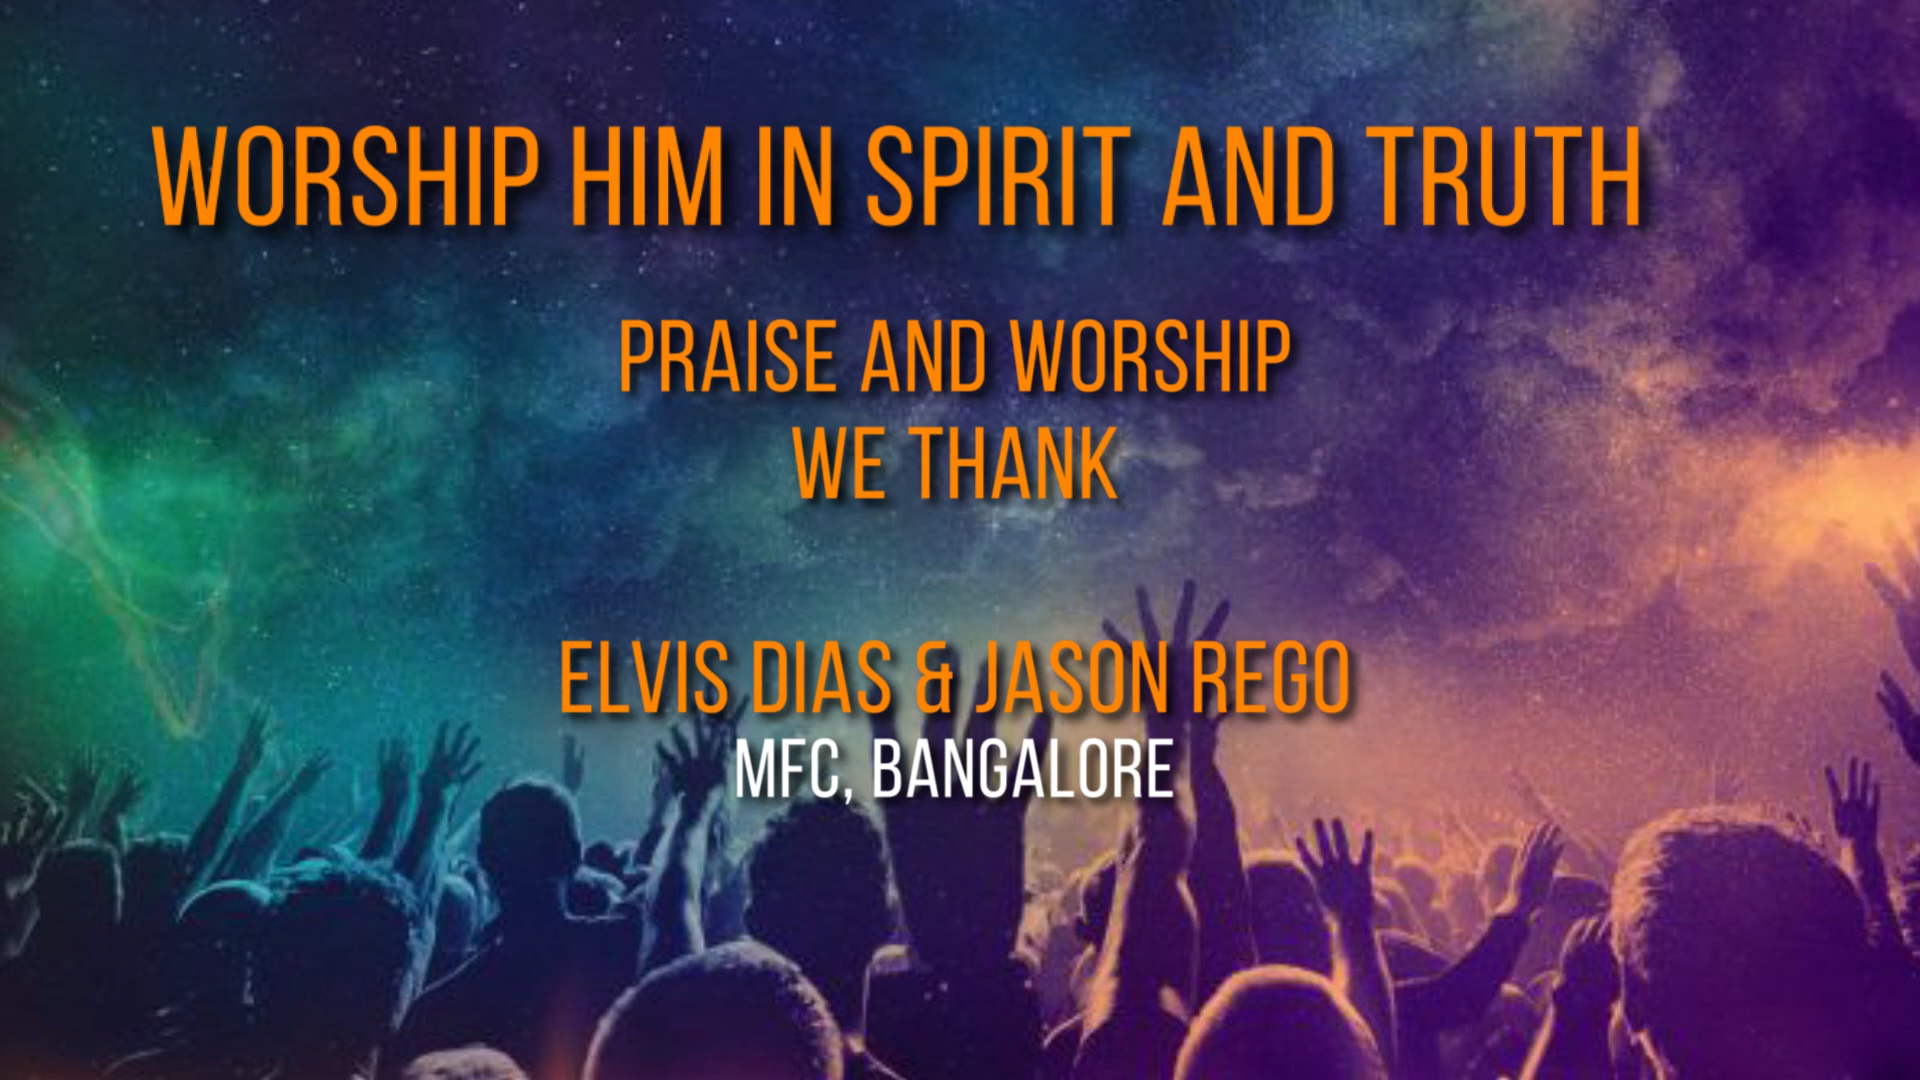 WORSHIP HIM IN SPIRIT AND TRUTH
PRAISE AND WORSHIP
WE THANK
ELVIS DIAS & JASON REGO
MFC, BANGALORE